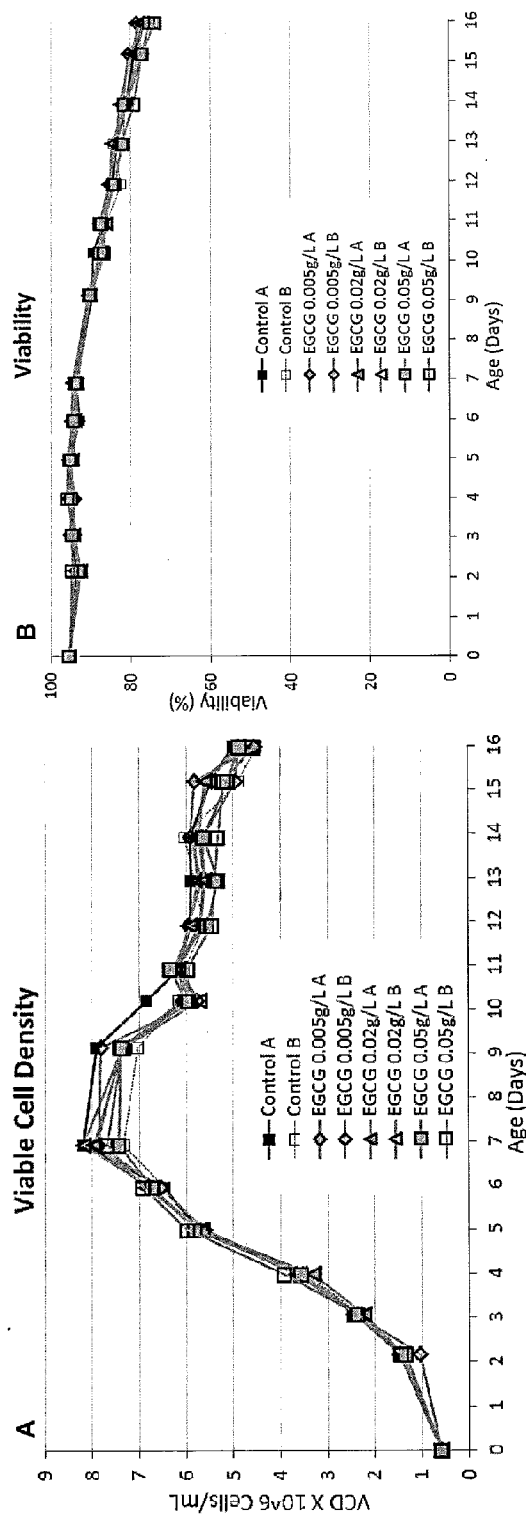 A
Viable Cell Density
9
8
7
6
5
4
3
2
1
0
VCD X 10^6 Cells/mL
Control A
Control B
EGCG 0.005g/L A
EGCG 0.005g/L B
EGCG 0.02g/L A
EGCG 0.02g/L B
EGCG 0.05g/L A
EGCG 0.05g/L B
0 1 2 3 4 5 6 7 8 9 10 11 12 13 14 15 16
Age (Days)
B
Viability
100
80
60
40
20
0
Viability (%)
Control A
Control B
EGCG 0.005g/L A
EGCG 0.005g/L B
EGCG 0.02g/L A
EGCG 0.02g/L B
EGCG 0.05g/L A
EGCG 0.05g/L B
0 1 2 3 4 5 6 7 8 9 10 11 12 13 14 15 16
Age (Days)